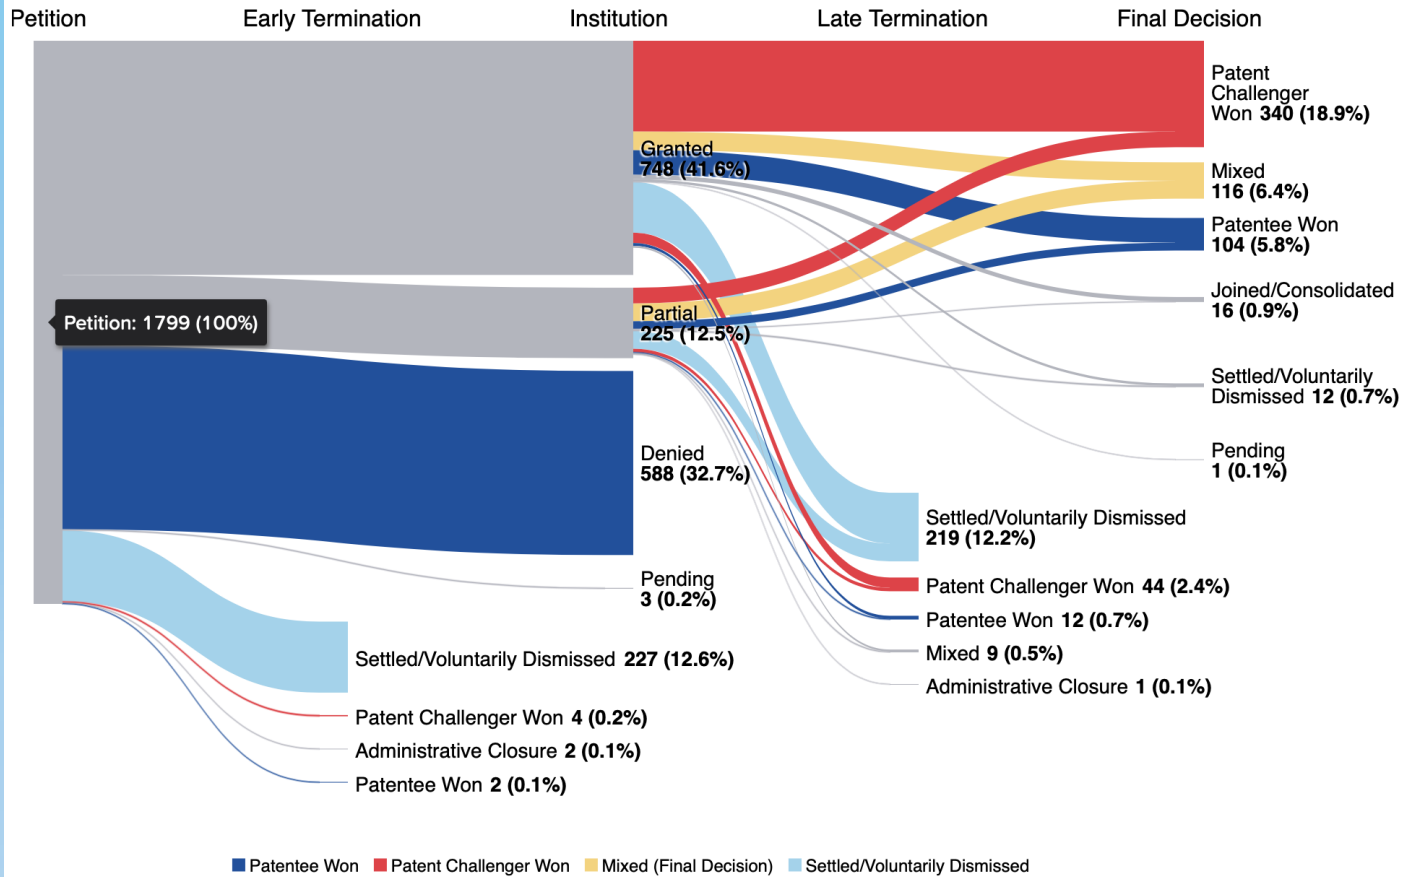 Petition
Early Termination
Institution
Late Termination
Final Decision
Patent
Challenger
Won 340 (18.9%)
Granted
748 (41.6%)
Mixed
116 (6.4%)
Patentee Won
104 (5.8%)
Joined/Consolidated
16 (0.9%)
Petition: 1799 (100%)
Partial
225 (12.5%)
Settled/Voluntarily
Dismissed 12 (0.7%)
Denied
588 (32.7%)
Pending
1 (0.1%)
Settled/Voluntarily Dismissed
219 (12.2%)
Pending
3 (0.2%)
Patent Challenger Won 44 (2.4%)
Patentee Won 12 (0.7%)
Mixed 9 (0.5%)
Administrative Closure 1 (0.1%)
Settled/Voluntarily Dismissed 227 (12.6%)
Patent Challenger Won 4 (0.2%)
Administrative Closure 2 (0.1%)
Patentee Won 2 (0.1%)
Patentee Won
Patent Challenger Won
Mixed (Final Decision)
Settled/Voluntarily Dismissed